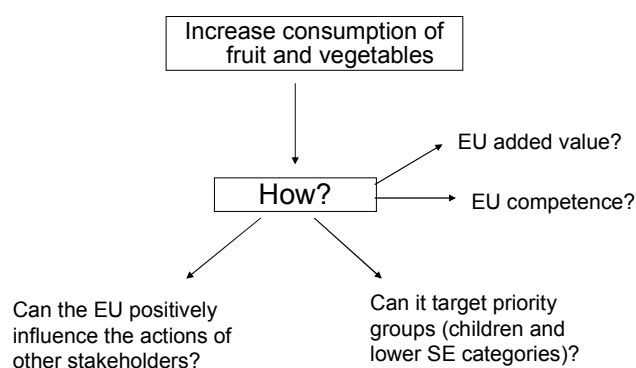 Increase consumption of
fruit and vegetables
EU added value?
How?
EU competence?
Can the EU positively
influence the actions of
other stakeholders?
Can it target priority
groups (children and
lower SE categories)?